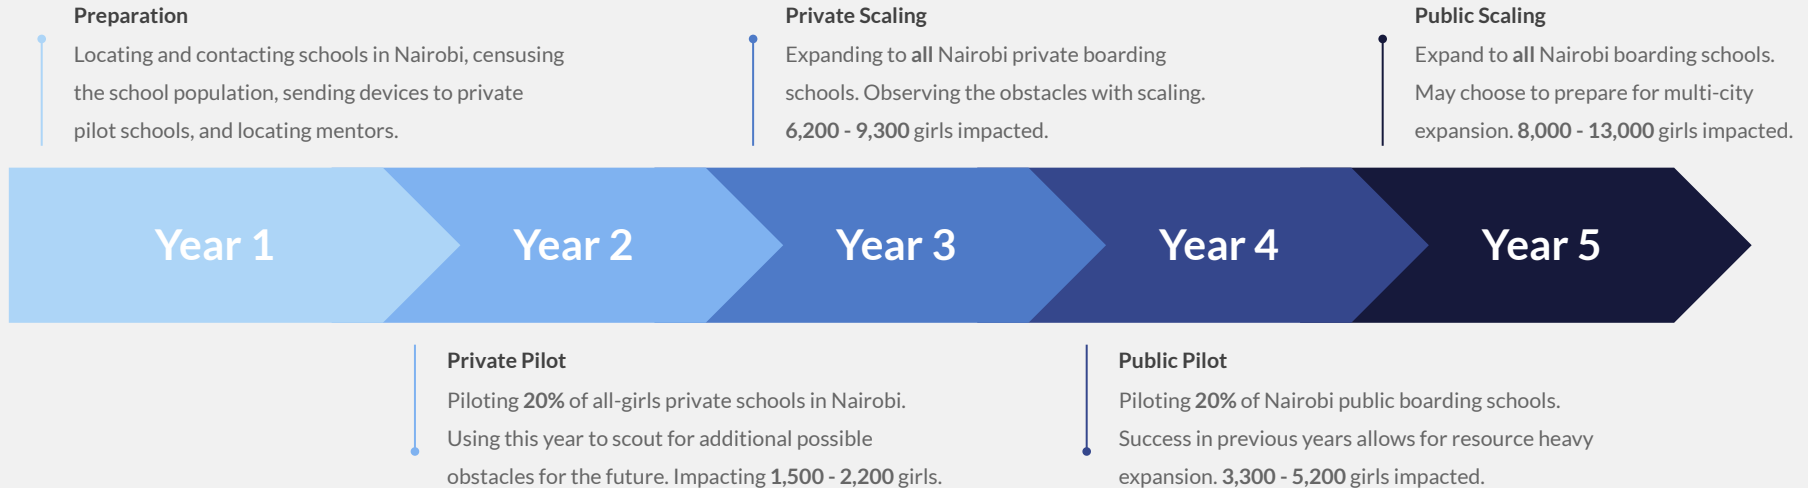 Preparation
Locating and contacting schools in Nairobi, censusing
the school population, sending devices to private
pilot schools, and locating mentors.
Private Scaling
Expanding to all Nairobi private boarding
schools. Observing the obstacles with scaling.
6,200 - 9,300 girls impacted.
Public Scaling
Expand to all Nairobi boarding schools.
May choose to prepare for multi-city
expansion. 8,000 - 13,000 girls impacted.
Year 1
Year 2
Year 3
Year 4
Year 5
Private Pilot
Piloting 20% of all-girls private schools in Nairobi.
Using this year to scout for additional possible
obstacles for the future. Impacting 1,500 - 2,200 girls.
Public Pilot
Piloting 20% of Nairobi public boarding schools.
Success in previous years allows for resource heavy
expansion. 3,300 - 5,200 girls impacted.